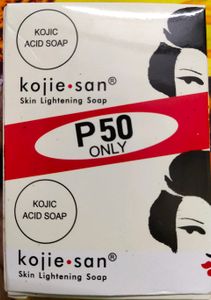 KOJIC
ACID SOAP
kojie•san®
Skin Lightening Soap
P50
ONLY
KOJIC
ACID SOAP
kojie•san®
Skin Lightening Soap